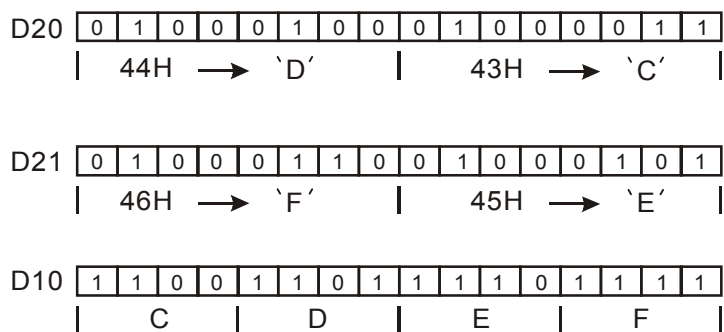 D20 0 1 0 0 0 1 0 0 0 1 0 0 0 0 1 1
44H → `D′ 43H → `C′
D21 0 1 0 0 0 1 1 0 0 1 0 0 0 1 0 1
46H → `F′ 45H → `E′
D10 1 1 0 0 1 1 0 1 1 1 1 0 1 1 1 1
C D E F